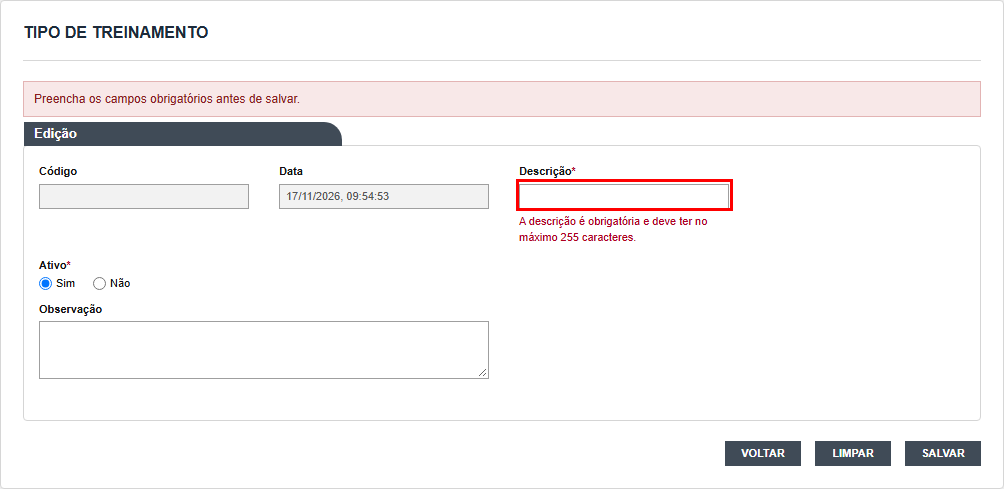 TIPO DE TREINAMENTO
Preencha os campos obrigatórios antes de salvar.
Edição
Código
Data
Descrição*
17/11/2026, 09:54:53
A descrição é obrigatória e deve ter no
máximo 255 caracteres.
Ativo*
Sim
Não
Observação
VOLTAR
LIMPAR
SALVAR